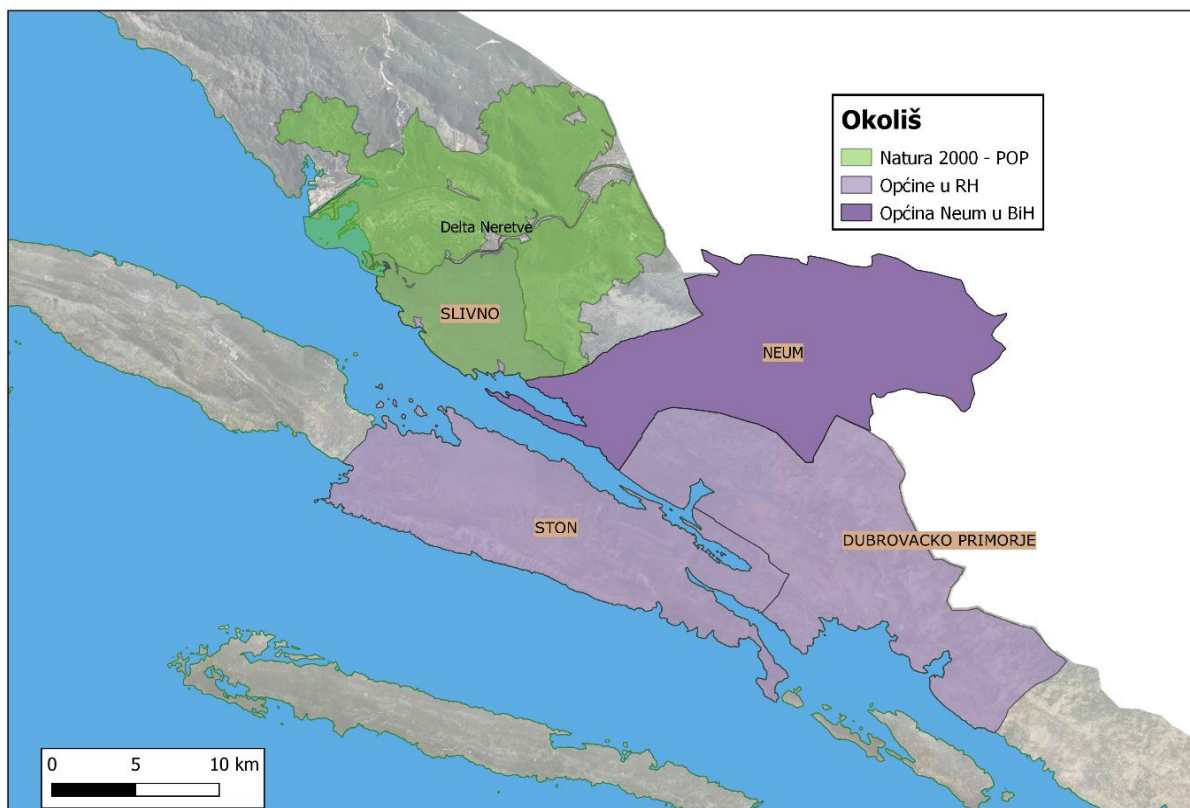 Okoliš
Natura 2000 - POP
Općine u RH
Općina Neum u BiH
Delta Neretve
SLIVNO
NEUM
STON
DUBROVACKO PRIMORJE
0 5 10 km